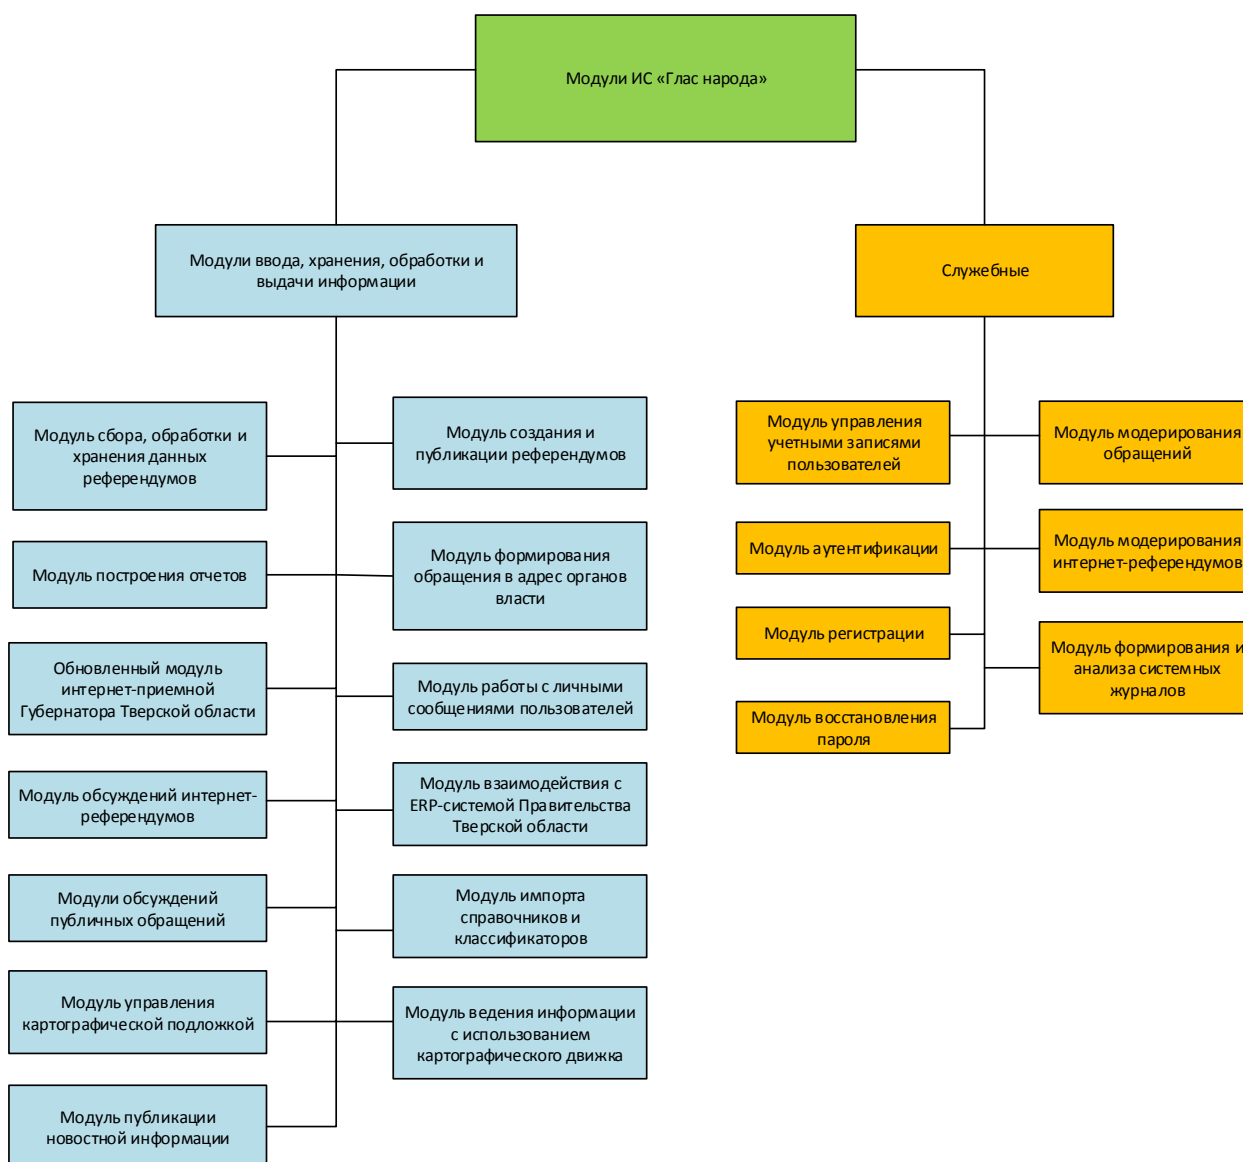 Модули ИС «Глас народа»
Модули ввода, хранения, обработки и
выдачи информации
Служебные
Модуль сбора, обработки и
хранения данных
референдумов
Модуль создания и
публикации референдумов
Модуль построения отчетов
Модуль формирования
обращения в адрес органов
власти
Обновленный модуль
интернет-приемной
Губернатора Тверской области
Модуль работы с личными
сообщениями пользователей
Модуль обсуждений интернет-
референдумов
Модуль взаимодействия с
ERP-системой Правительства
Тверской области
Модули обсуждений
публичных обращений
Модуль импорта
справочников и
классификаторов
Модуль управления
картографической подложкой
Модуль ведения информации
с использованием
картографического движка
Модуль публикации
новостной информации
Модуль управления
учетными записями
пользователей
Модуль модерирования
обращений
Модуль аутентификации
Модуль модерирования
интернет-референдумов
Модуль регистрации
Модуль формирования и
анализа системных
журналов
Модуль восстановления
пароля